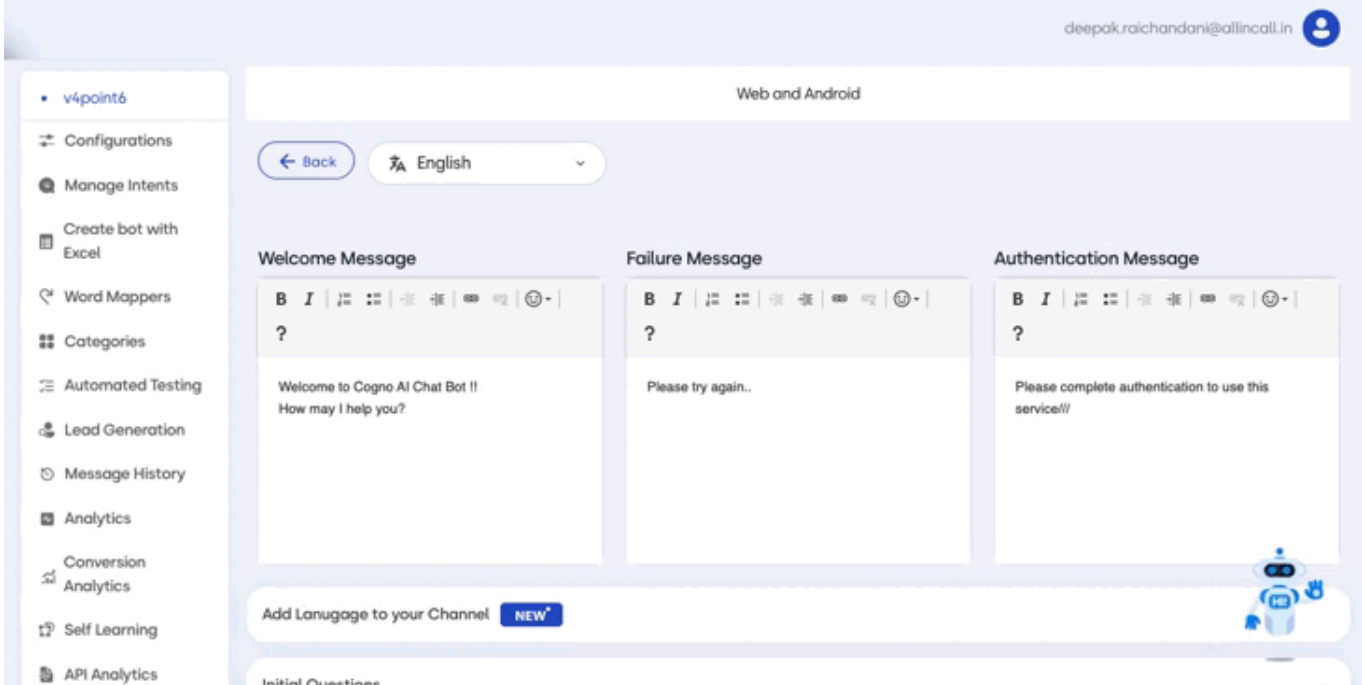 deepak.raichandani@allincall.in
v4point6
Configurations
Manage Intents
Create bot with
Excel
Word Mappers
Categories
Automated Testing
Lead Generation
Message History
Analytics
Conversion
Analytics
Self Learning
API Analytics
Web and Android
Back
English
Welcome Message
B I
?
Welcome to Cogno AI Chat Bot !!
How may I help you?
Failure Message
B I
?
Please try again..
Authentication Message
B I
?
Please complete authentication to use this
service///
HI!
Add Lanugage to your Channel NEW*
Initial Questions